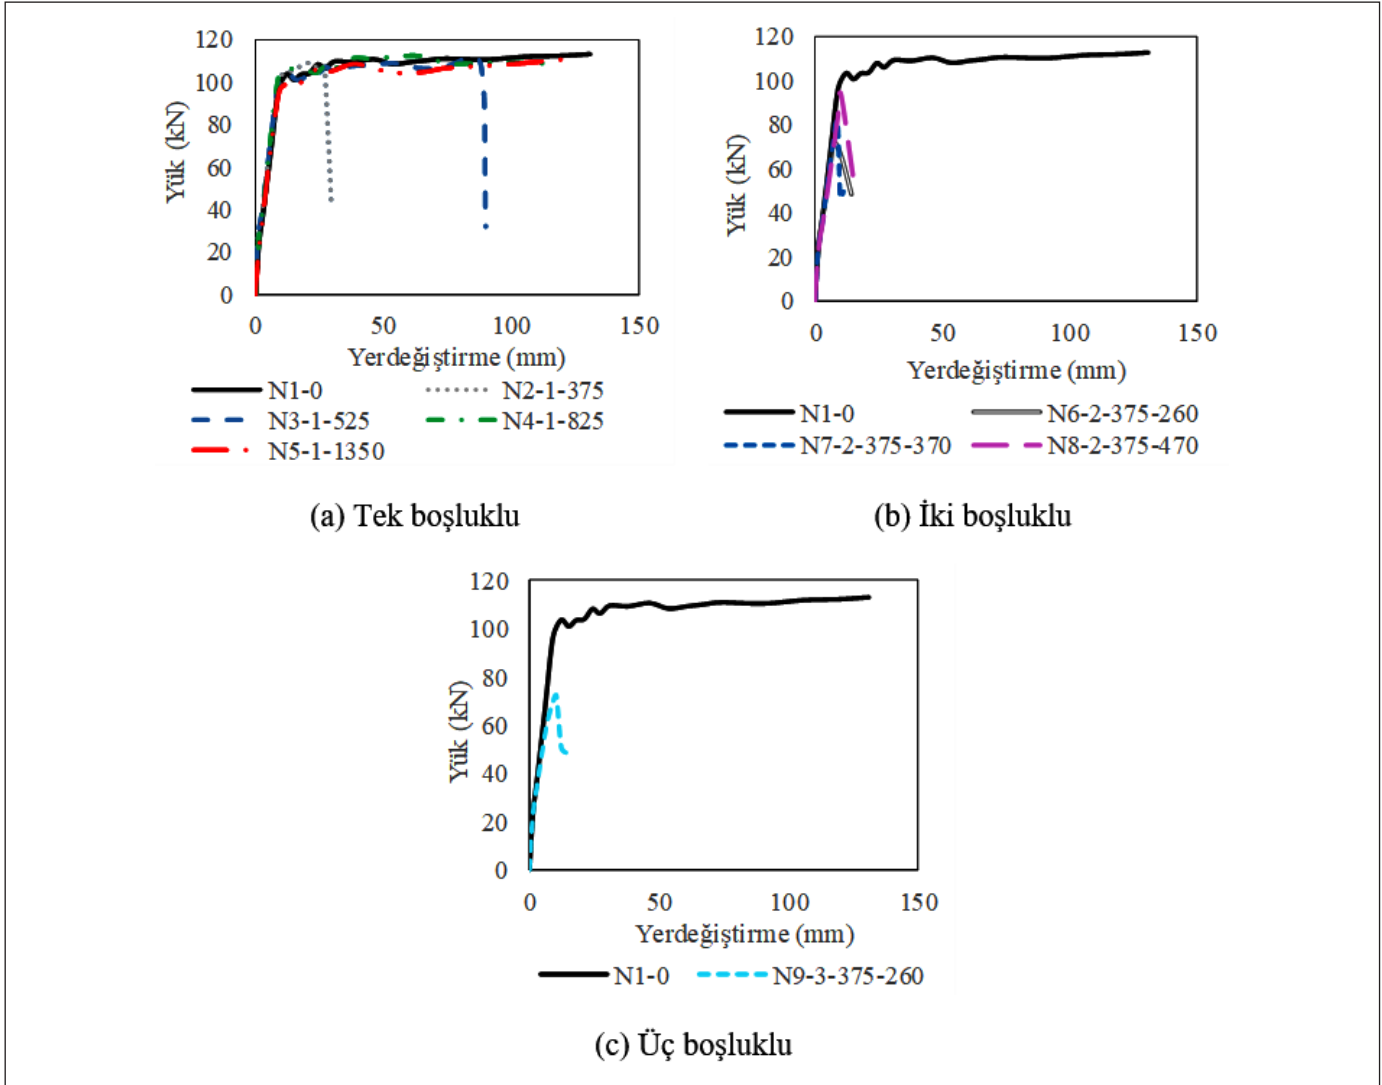 120
100
80
60
40
20
0
Yük (kN)
0 50 100 150
Yerdeğiştirme (mm)
N1-0 N2-1-375
N3-1-525 N4-1-825
N5-1-1350
(a) Tek boşluklu
120
100
80
60
40
20
0
Yük (kN)
0 50 100 150
Yerdeğiştirme (mm)
N1-0 N6-2-375-260
N7-2-375-370 N8-2-375-470
(b) İki boşluklu
120
100
80
60
40
20
0
Yük (kN)
0 50 100 150
Yerdeğiştirme (mm)
N1-0 N9-3-375-260
(c) Üç boşluklu